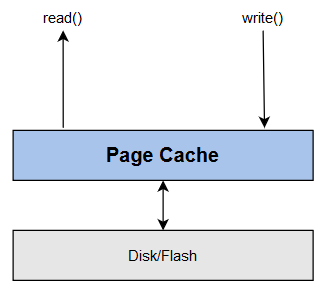 read()
write()
Page Cache
Disk/Flash